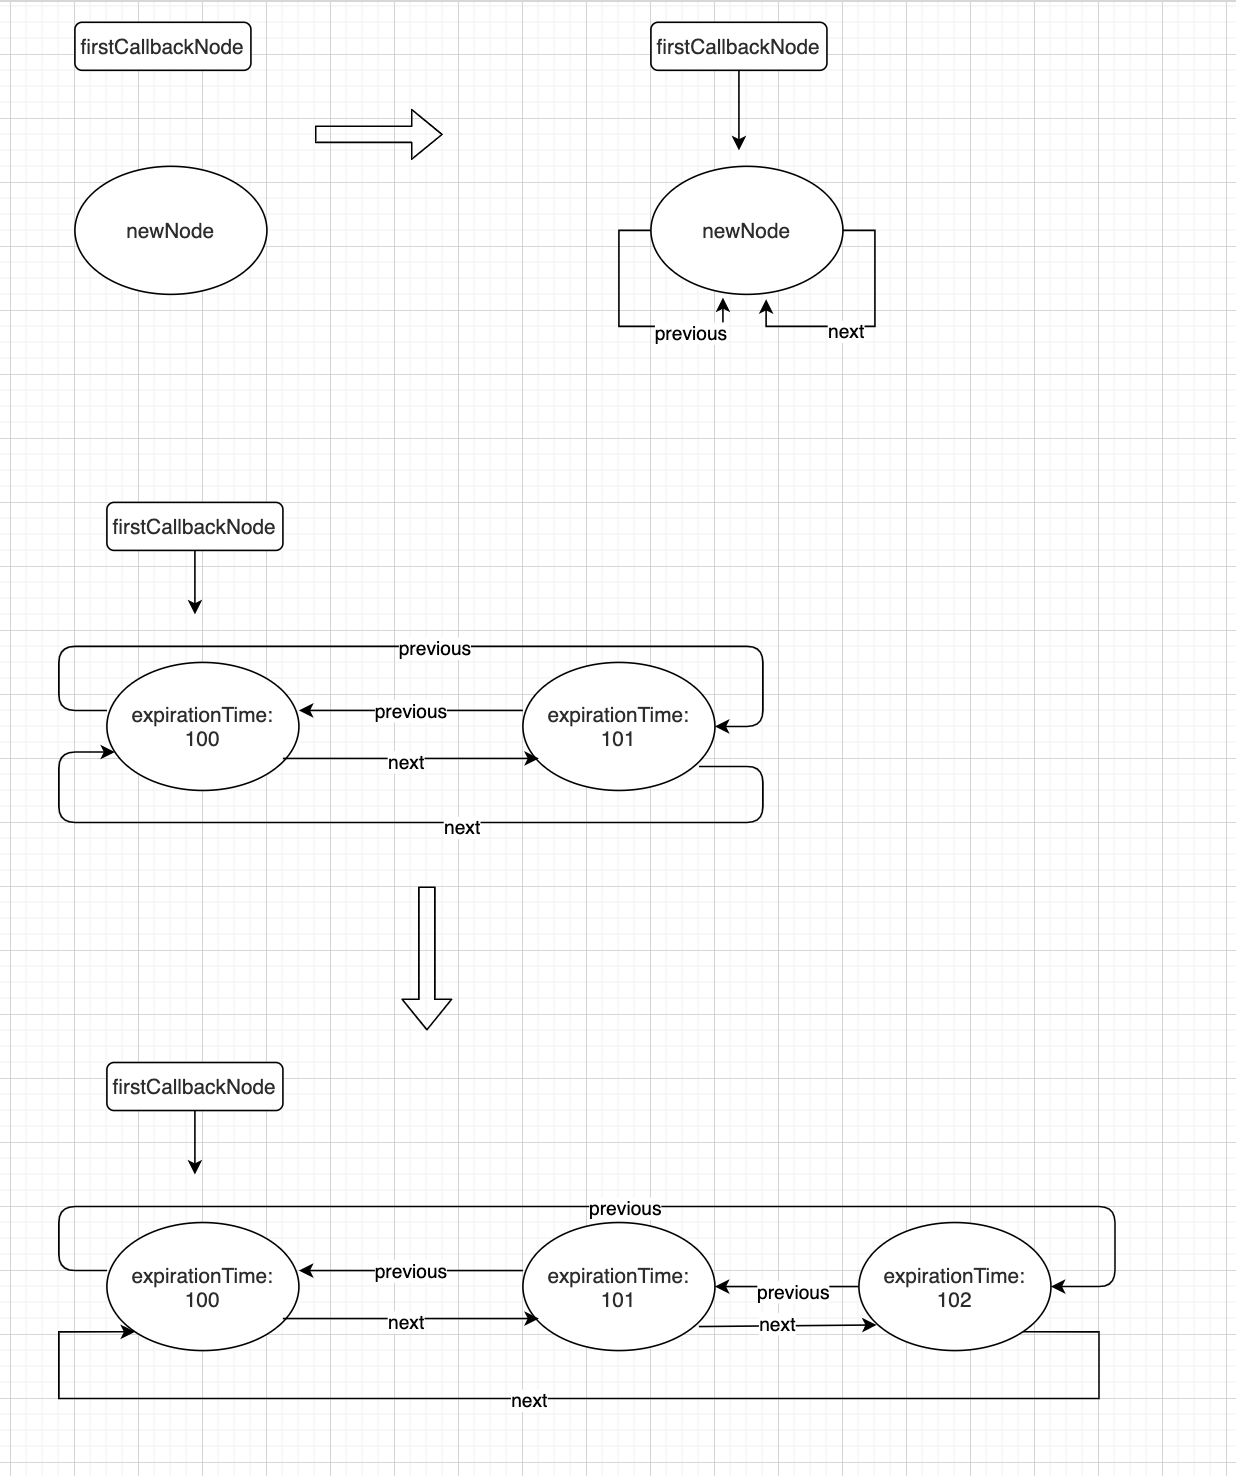 firstCallbackNode
firstCallbackNode
newNode
newNode
previous
next
firstCallbackNode
previous
expirationTime:
100
previous
next
expirationTime:
101
next
firstCallbackNode
previous
expirationTime:
100
previous
next
expirationTime:
101
previous
next
expirationTime:
102
next